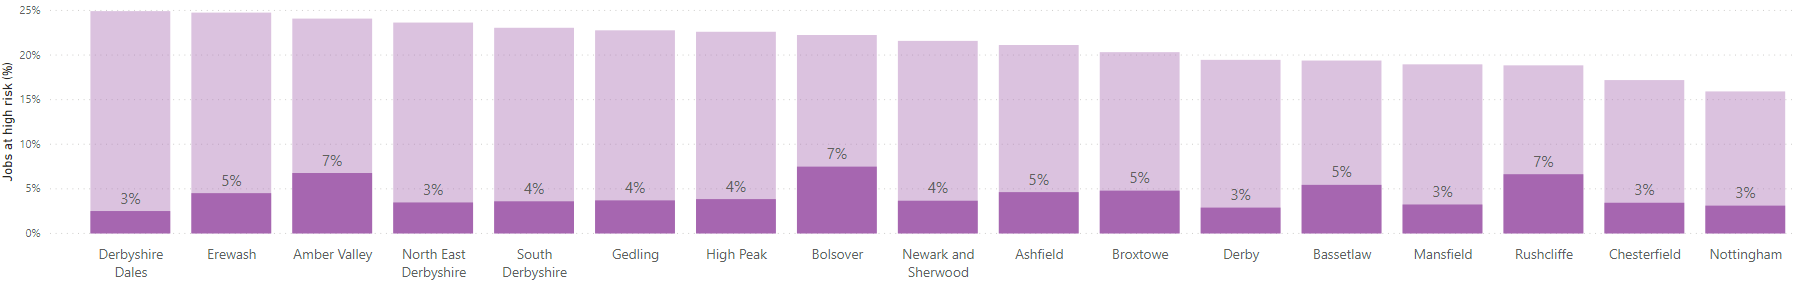 Jobs at high risk (%)
25%
20%
15%
10%
5%
0%
3%
5%
7%
3%
4%
4%
4%
7%
4%
5%
5%
3%
5%
3%
7%
3%
3%
Derbyshire
Dales
Erewash
Amber Valley
North East
Derbyshire
South
Derbyshire
Gedling
High Peak
Bolsover
Newark and
Sherwood
Ashfield
Broxtowe
Derby
Bassetlaw
Mansfield
Rushcliffe
Chesterfield
Nottingham